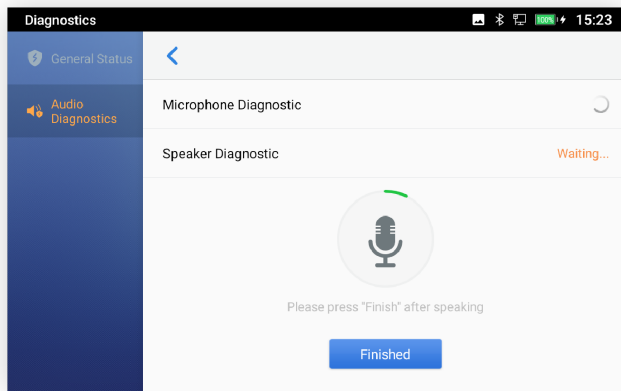 Diagnostics
100%
15:23
General Status
Audio
Diagnostics
Microphone Diagnostic
Speaker Diagnostic
Waiting...
Please press "Finish" after speaking
Finished